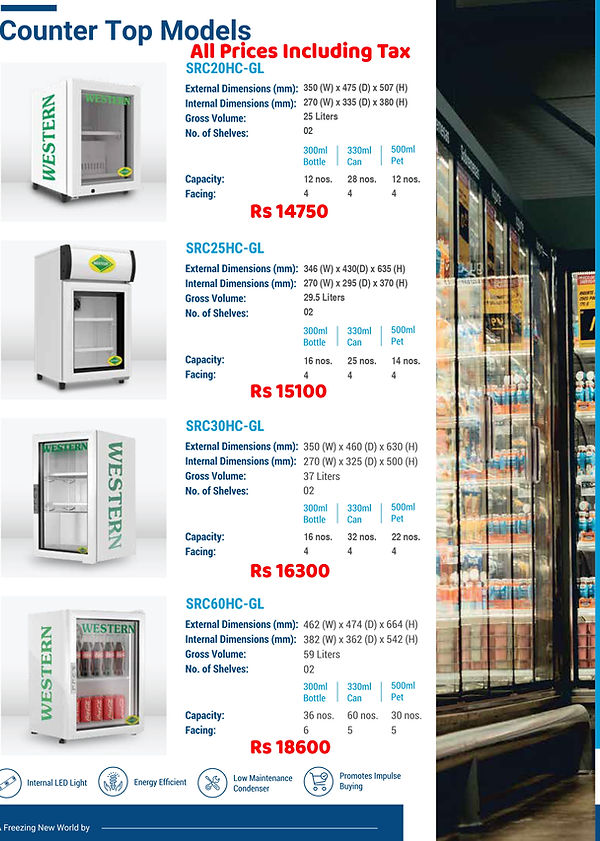 Counter Top Models
All Prices Including Tax
SRC20HC-GL
External Dimensions (mm): 350 (W) x 475 (D) x 507 (H)
Internal Dimensions (mm): 270 (W) x 335 (D) x 380 (H)
Gross Volume: 25 Liters
No. of Shelves: 02
300ml Bottle 330ml Can 500ml Pet
Capacity: 12 nos. 28 nos. 12 nos.
Facing: 4 4 4
Rs 14750
WESTERN
WESTERN
SRC25HC-GL
External Dimensions (mm): 346 (W) x 430(D) x 635 (H)
Internal Dimensions (mm): 270 (W) x 295 (D) x 370 (H)
Gross Volume: 29.5 Liters
No. of Shelves: 02
300ml Bottle 330ml Can 500ml Pet
Capacity: 16 nos. 25 nos. 14 nos.
Facing: 4 4 4
Rs 15100
SRC30HC-GL
External Dimensions (mm): 350 (W) x 460 (D) x 630 (H)
Internal Dimensions (mm): 270 (W) x 325 (D) x 500 (H)
Gross Volume: 37 Liters
No. of Shelves: 02
300ml Bottle 330ml Can 500ml Pet
Capacity: 16 nos. 32 nos. 22 nos.
Facing: 4 4 4
Rs 16300
WESTERN
WESTERN
SRC60HC-GL
External Dimensions (mm): 462 (W) x 474 (D) x 664 (H)
Internal Dimensions (mm): 382 (W) x 362 (D) x 542 (H)
Gross Volume: 59 Liters
No. of Shelves: 02
300ml Bottle 330ml Can 500ml Pet
Capacity: 36 nos. 60 nos. 30 nos.
Facing: 6 5 5
Rs 18600
WESTERN
WESTERN
Internal LED Light
Energy Efficient
Low Maintenance
Condenser
Promotes Impulse
Buying
A Freezing New World by